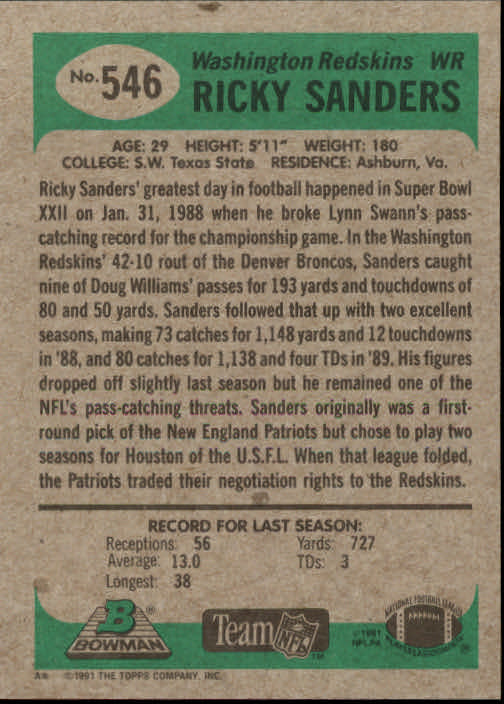 No. 546
Washington Redskins WR
RICKY SANDERS
AGE: 29 HEIGHT: 5'11" WEIGHT: 180
COLLEGE: S.W. Texas State RESIDENCE: Ashburn, Va.
Ricky Sanders' greatest day in football happened in Super Bowl
XXII on Jan. 31, 1988 when he broke Lynn Swann's pass-
catching record for the championship game. In the Washington
Redskins' 42-10 rout of the Denver Broncos, Sanders caught
nine of Doug Williams' passes for 193 yards and touchdowns of
80 and 50 yards. Sanders followed that up with two excellent
seasons, making 73 catches for 1,148 yards and 12 touchdowns
in '88, and 80 catches for 1,138 and four TDs in '89. His figures
dropped off slightly last season but he remained one of the
NFL's pass-catching threats. Sanders originally was a first-
round pick of the New England Patriots but chose to play two
seasons for Houston of the U.S.F.L. When that league folded,
the Patriots traded their negotiation rights to the Redskins.
RECORD FOR LAST SEASON:
Receptions: 56 Yards: 727
Average: 13.0 TDs: 3
Longest: 38
B ®
BOWMAN
Team NFL ™
© 1991
NFLPA
NATIONAL FOOTBALL LEAGUE
PLAYERS ASSOCIATION ®
A* © 1991 THE TOPPS COMPANY, INC.